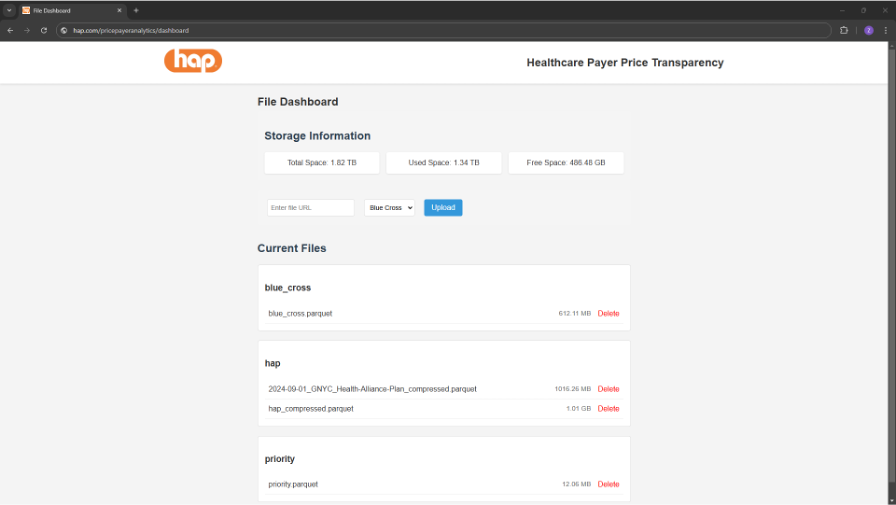 File Dashboard
hap.com/pricepayeranalytics/dashboard
Z
hap
Healthcare Payer Price Transparency
File Dashboard
Storage Information
Total Space: 1.82 TB
Used Space: 1.34 TB
Free Space: 486.48 GB
Enter file URL
Blue Cross
Upload
Current Files
blue_cross
blue_cross.parquet
612.11 MB
Delete
hap
2024-09-01_GNYC_Health-Alliance-Plan_compressed.parquet
1016.26 MB
Delete
hap_compressed.parquet
1.01 GB
Delete
priority
priority.parquet
12.06 MB
Delete